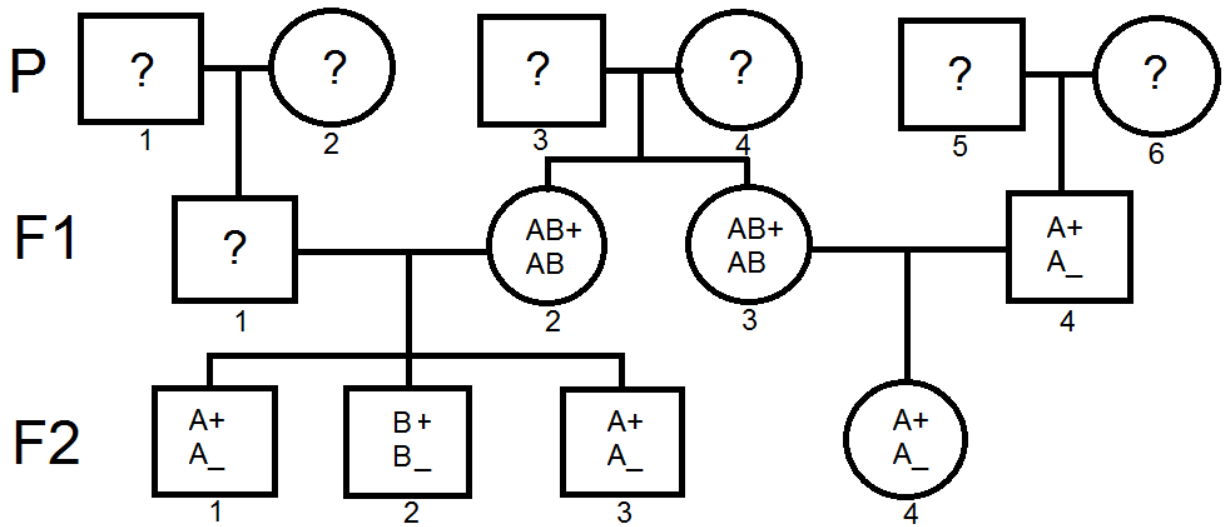 P ? ? ? ? ? ?
1 2 3 4 5 6
F1 ? AB+ AB+ A+
AB AB A_
1 2 3 4
F2 A+ B+ A+ A+
A_ B_ A_ A_
1 2 3 4